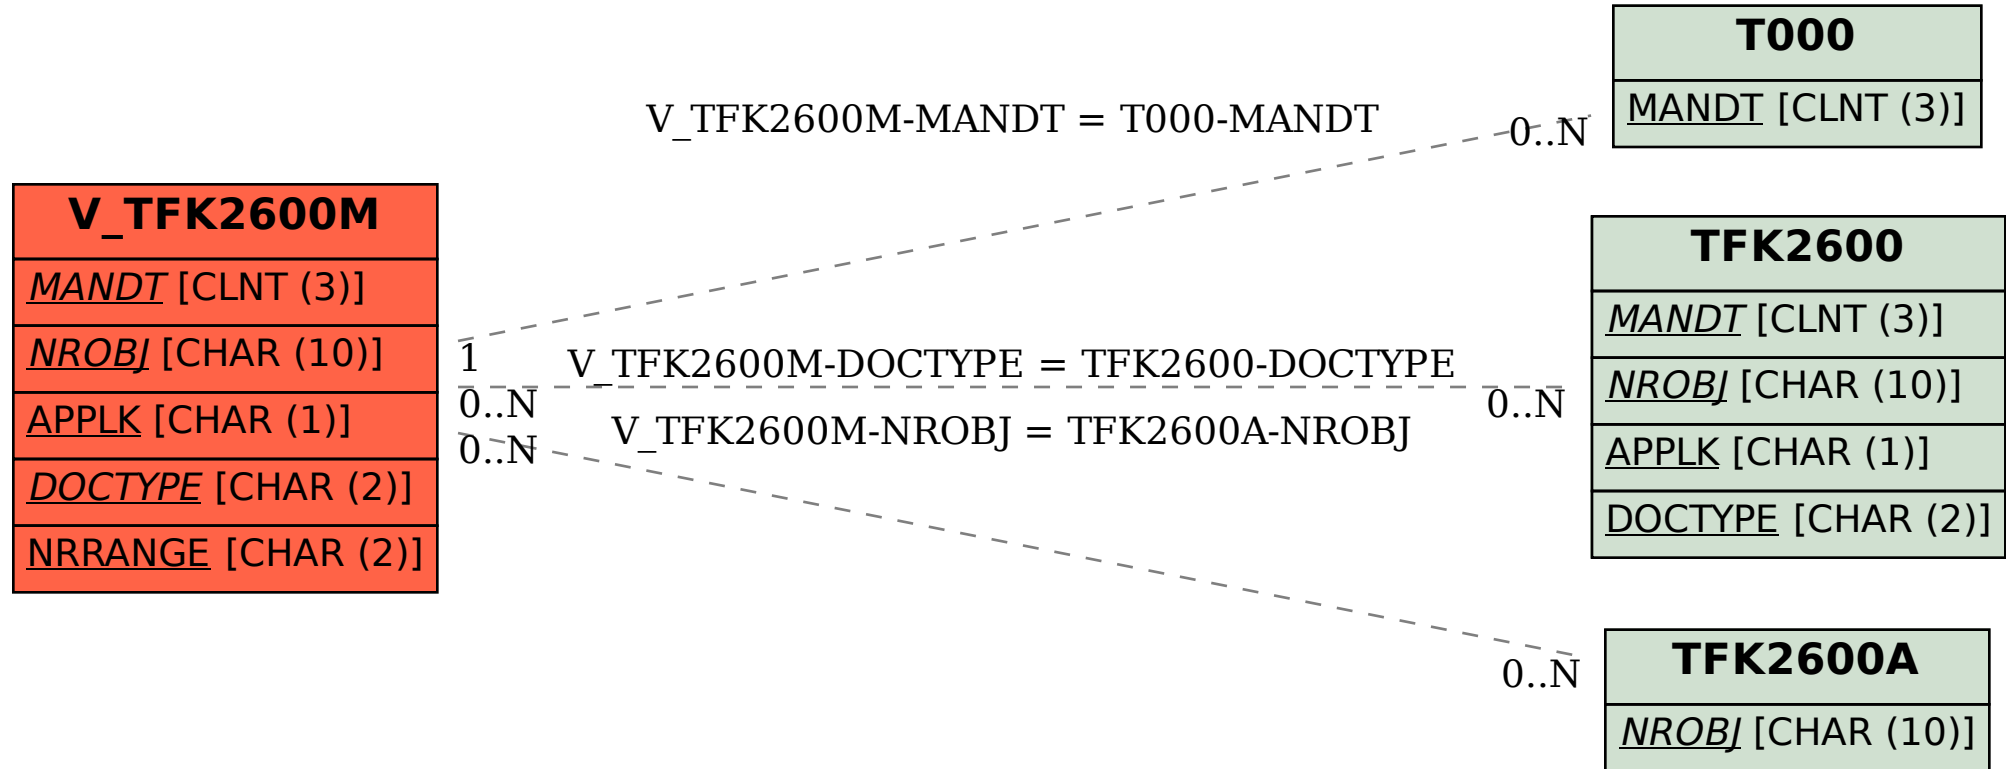 T000
MANDT [CLNT (3)]
V_TFK2600M-MANDT = T000-MANDT
0..N
V_TFK2600M
MANDT [CLNT (3)]
NROBJ [CHAR (10)]
APPLK [CHAR (1)]
DOCTYPE [CHAR (2)]
NRRANGE [CHAR (2)]
1
V_TFK2600M-DOCTYPE = TFK2600-DOCTYPE
0..N
0..N
V_TFK2600M-NROBJ = TFK2600A-NROBJ
0..N
0..N
TFK2600
MANDT [CLNT (3)]
NROBJ [CHAR (10)]
APPLK [CHAR (1)]
DOCTYPE [CHAR (2)]
TFK2600A
NROBJ [CHAR (10)]